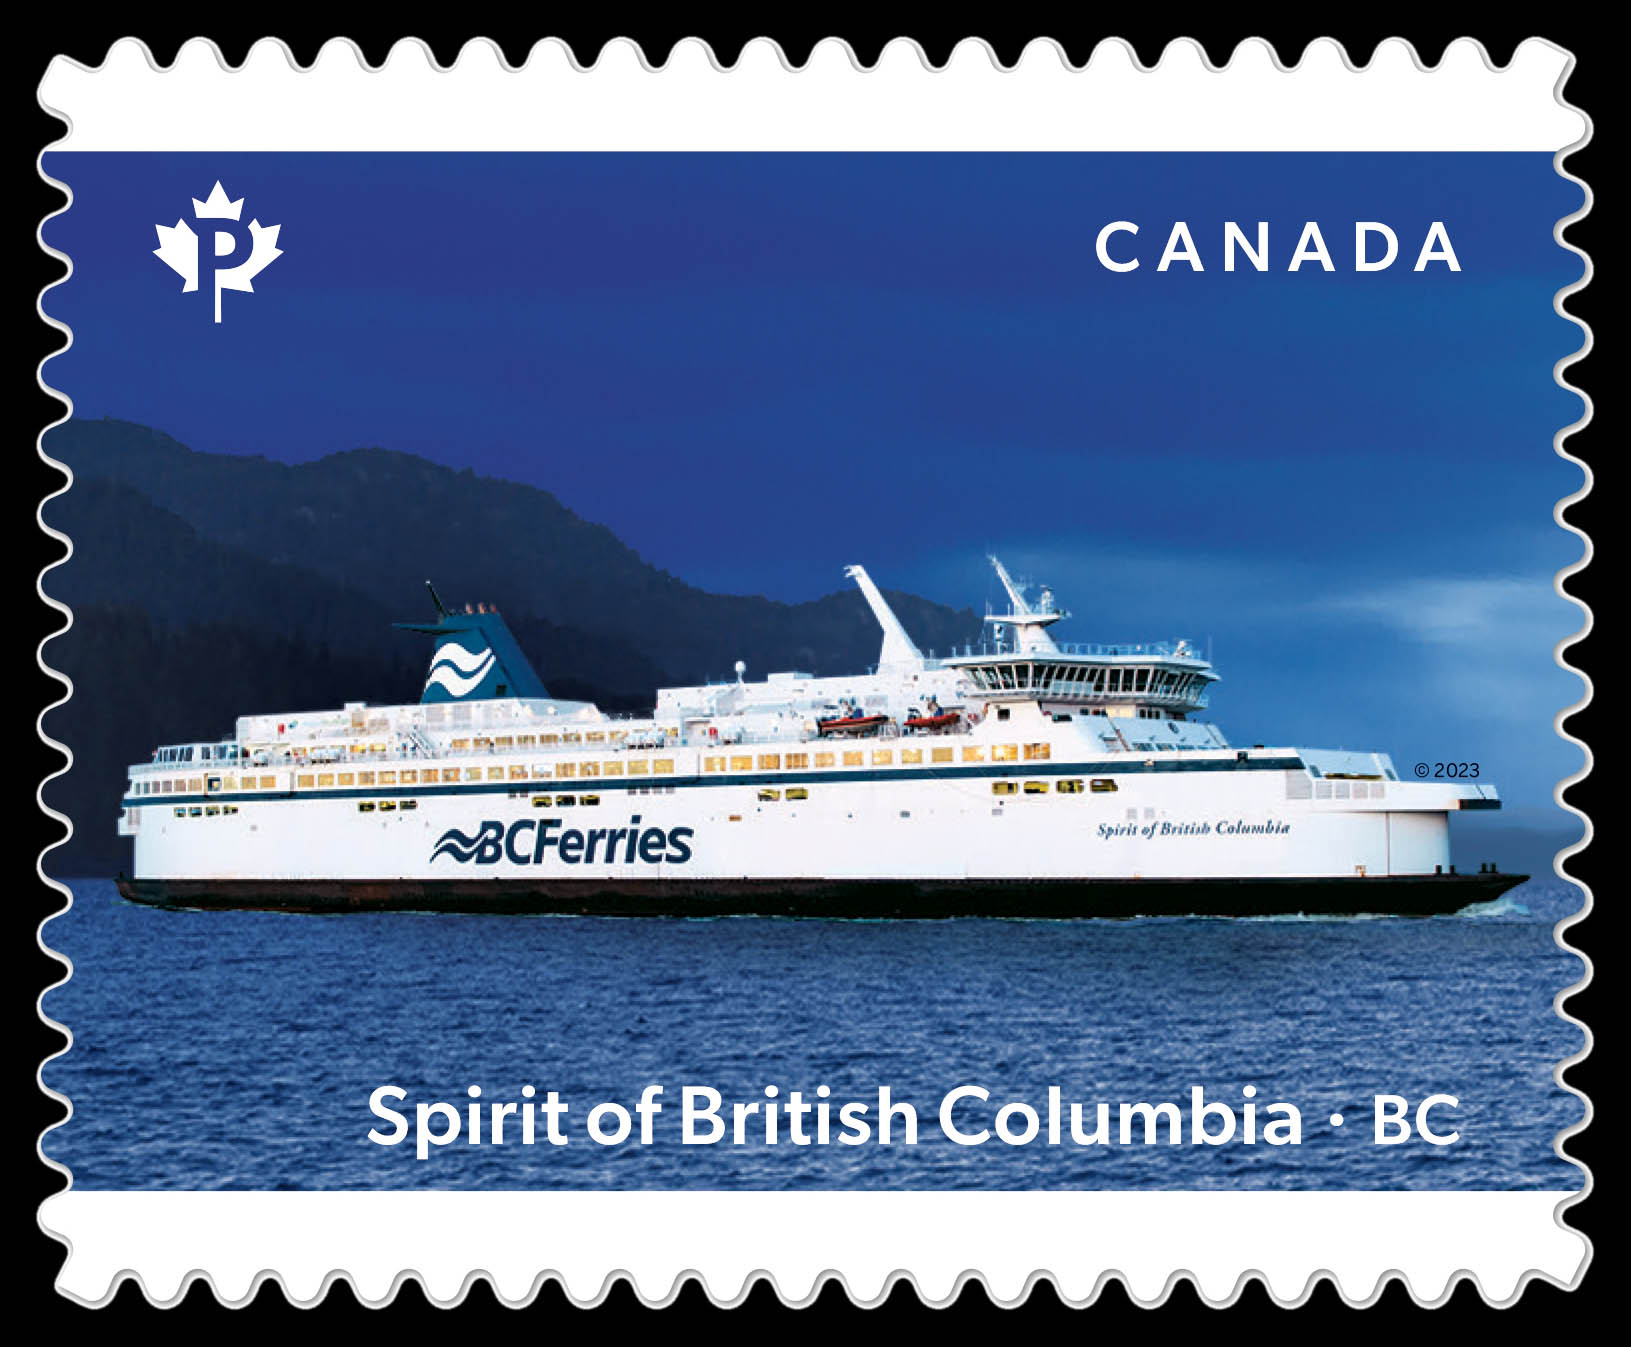 P
CANADA
© 2023
BCFerries
Spirit of British Columbia
Spirit of British Columbia · BC